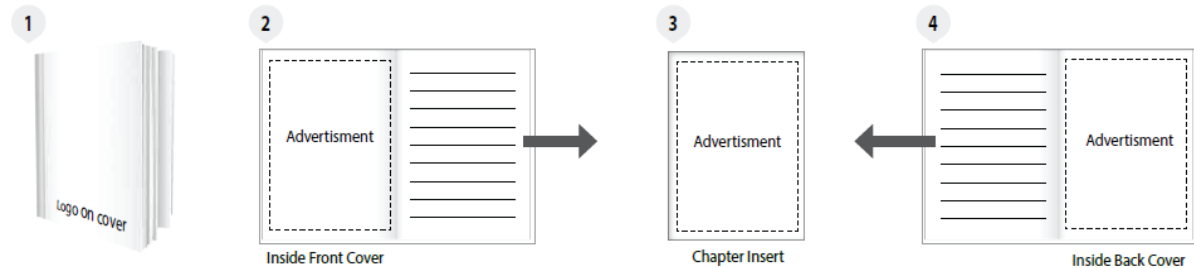 1
2
3
4
Logo on cover
Advertisment
Advertisment
Advertisment
Inside Front Cover
Chapter Insert
Inside Back Cover